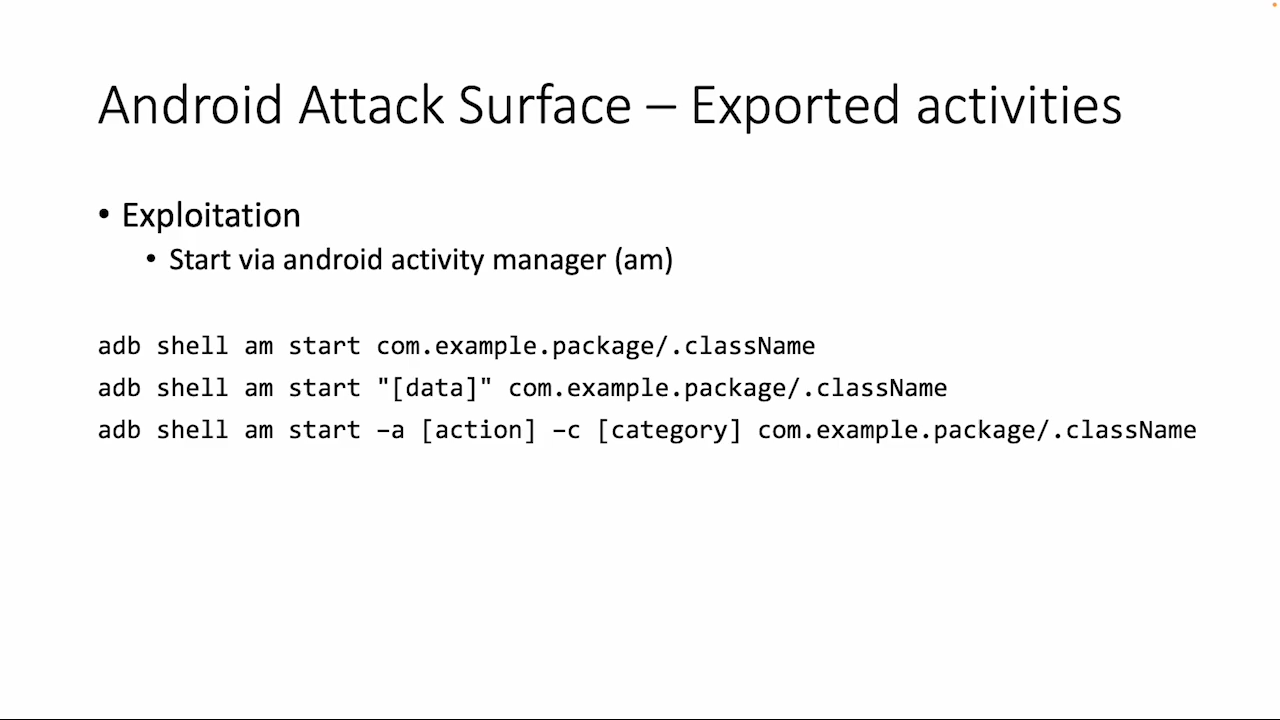 Android Attack Surface – Exported activities
• Exploitation
• Start via android activity manager (am)
adb shell am start com.example.package/.className
adb shell am start "[data]" com.example.package/.className
adb shell am start –a [action] –c [category] com.example.package/.className